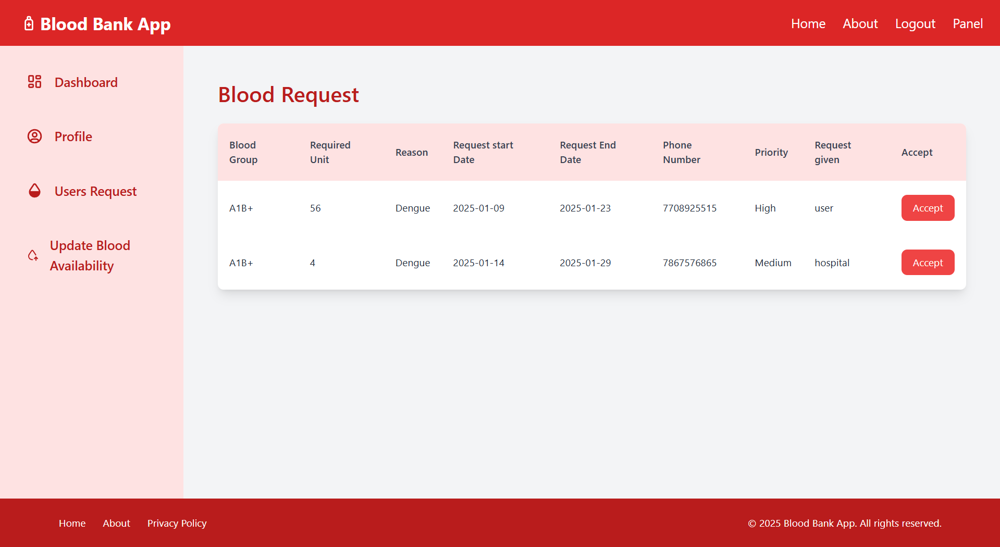 Blood Bank App
Home About Logout Panel
Dashboard
Profile
Users Request
Update Blood
Availability
Blood Request
Blood Group Required Unit Reason Request start Date Request End Date Phone Number Priority Request given Accept
A1B+ 56 Dengue 2025-01-09 2025-01-23 7708925515 High user Accept
A1B+ 4 Dengue 2025-01-14 2025-01-29 7867576865 Medium hospital Accept
Home About Privacy Policy
© 2025 Blood Bank App. All rights reserved.